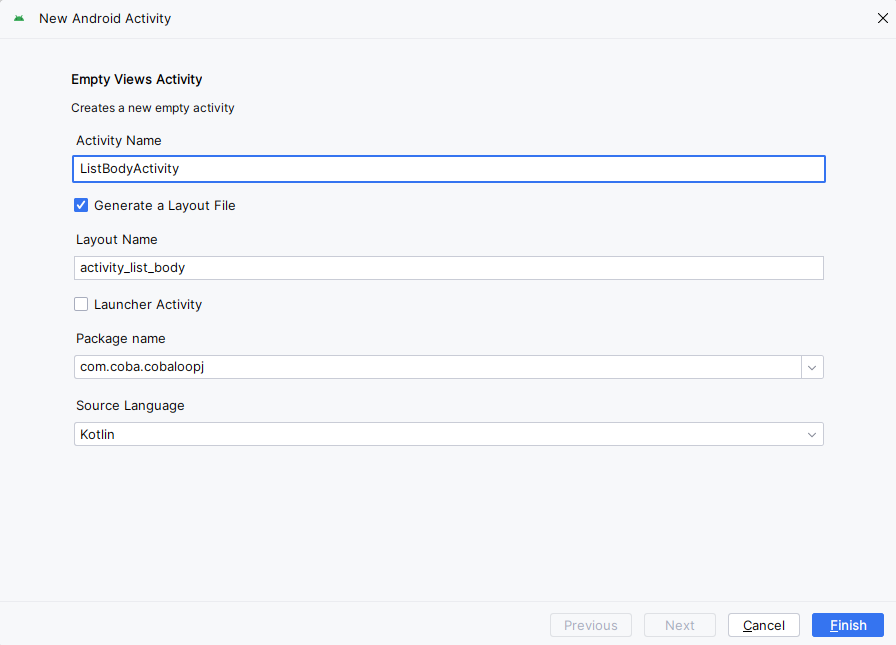 New Android Activity
Empty Views Activity
Creates a new empty activity
Activity Name
ListBodyActivity
Generate a Layout File
Layout Name
activity_list_body
Launcher Activity
Package name
com.coba.cobaloopj
Source Language
Kotlin
Previous Next Cancel Finish